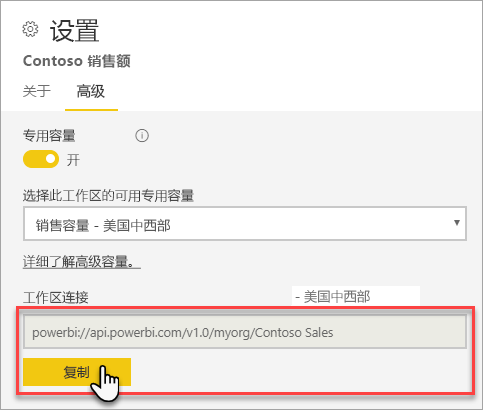 设置
Contoso 销售额
关于 高级
专用容量
开
选择此工作区的可用专用容量
销售容量 - 美国中西部
详细了解高级容量。
工作区连接 - 美国中西部
powerbi://api.powerbi.com/v1.0/myorg/Contoso Sales
复制